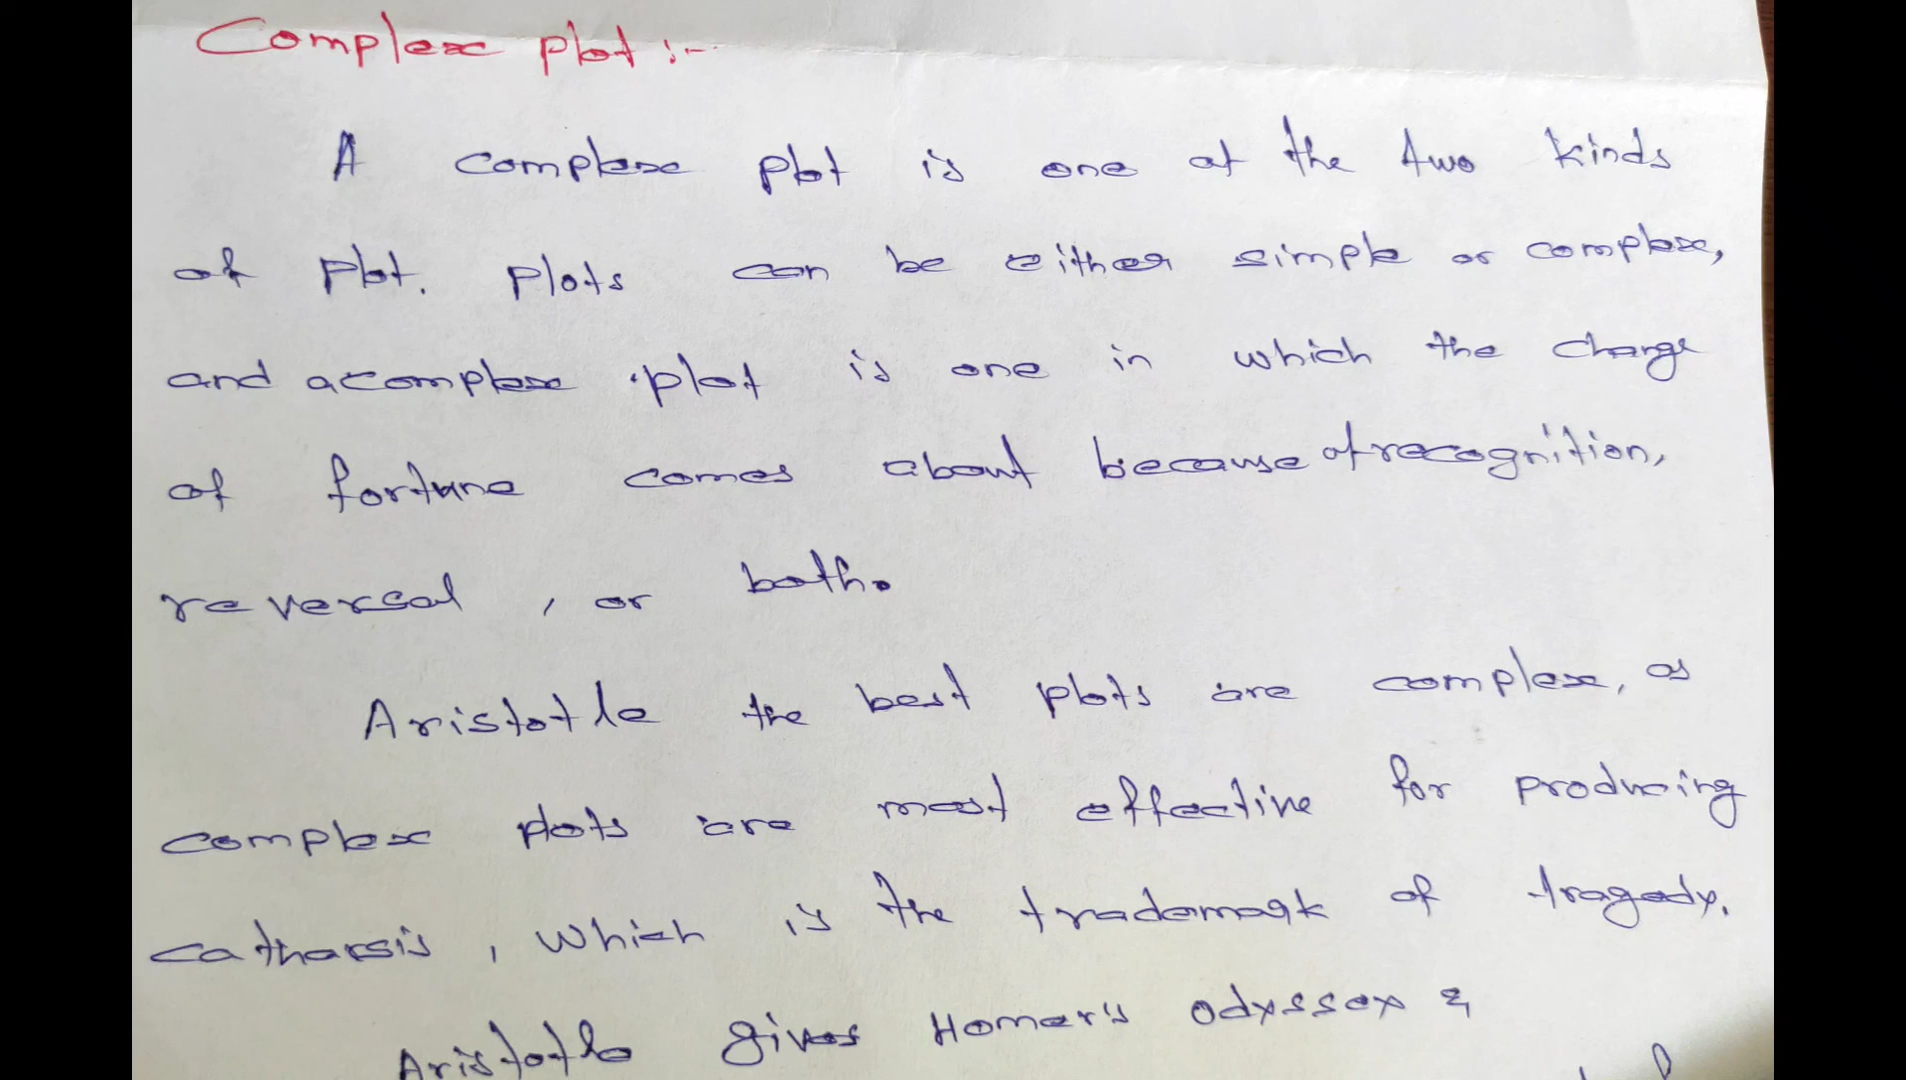 Complex plot :-
A complex plot is one of the two kinds
of plot. plots can be either simple or complex,
and a complex plot is one in which the change
of fortune comes about because of recognition,
reversal, or both.
Aristotle the best plots are complex, as
complex plots are most effective for producing
catharsis, which is the trademark of tragedy.
Aristotle gives Homer's odyssey &